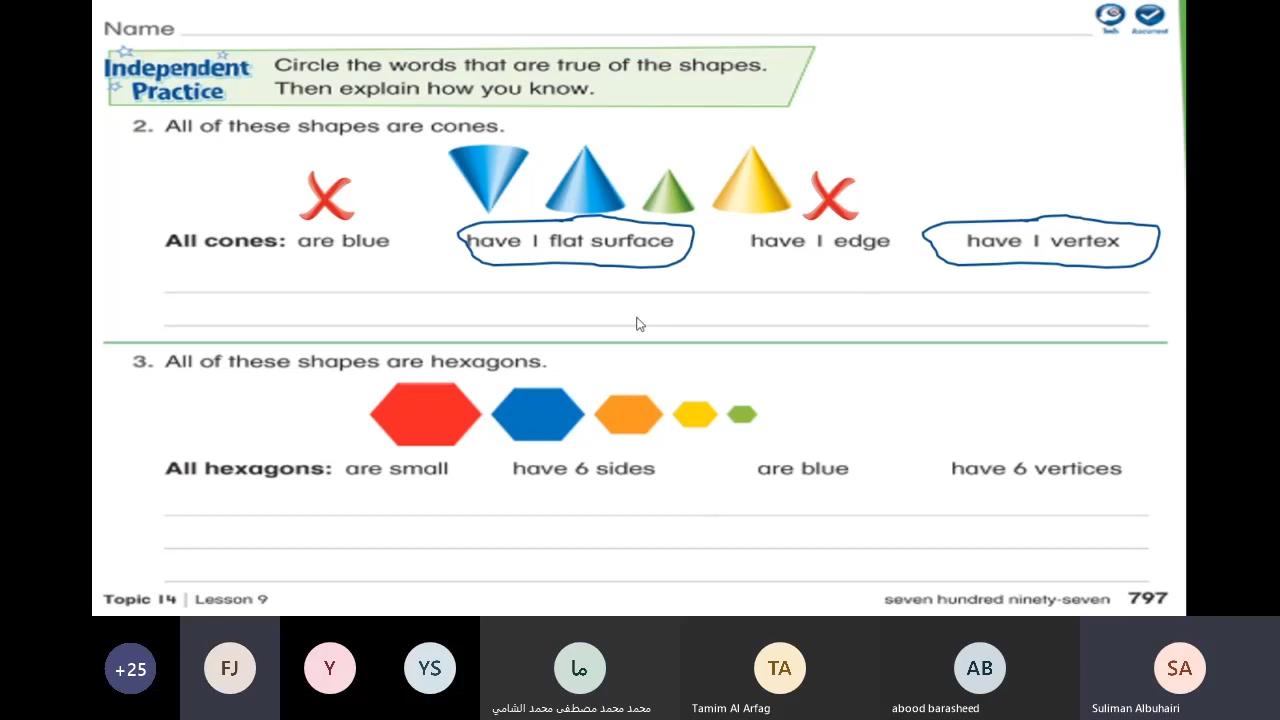 Name
Independent
Practice
Circle the words that are true of the shapes.
Then explain how you know.
2. All of these shapes are cones.
All cones: are blue have 1 flat surface have 1 edge have 1 vertex
3. All of these shapes are hexagons.
All hexagons: are small have 6 sides are blue have 6 vertices
Topic 14 | Lesson 9
seven hundred ninety-seven 797
+25 FJ Y YS ما TA AB SA
محمد محمد مصطفى محمد الشامي Tamim Al Arfag abood barasheed Suliman Albuhairi